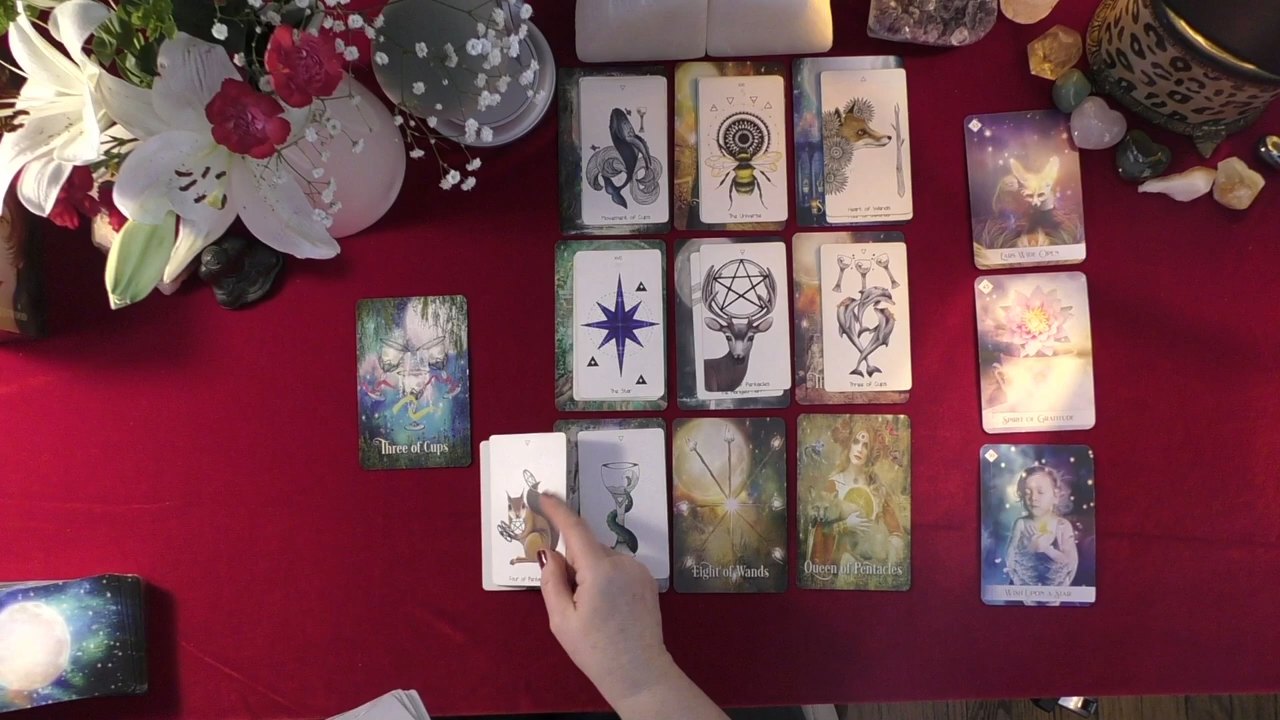 Movement of Cups
The Universe
Heart of Wands
EARS WIDE OPEN
The Star
Pentacles
Three of Cups
SPIRIT OF GRATITUDE
Three of Cups
Four of
Eight of Wands
Queen of Pentacles
WISH UPON A STAR